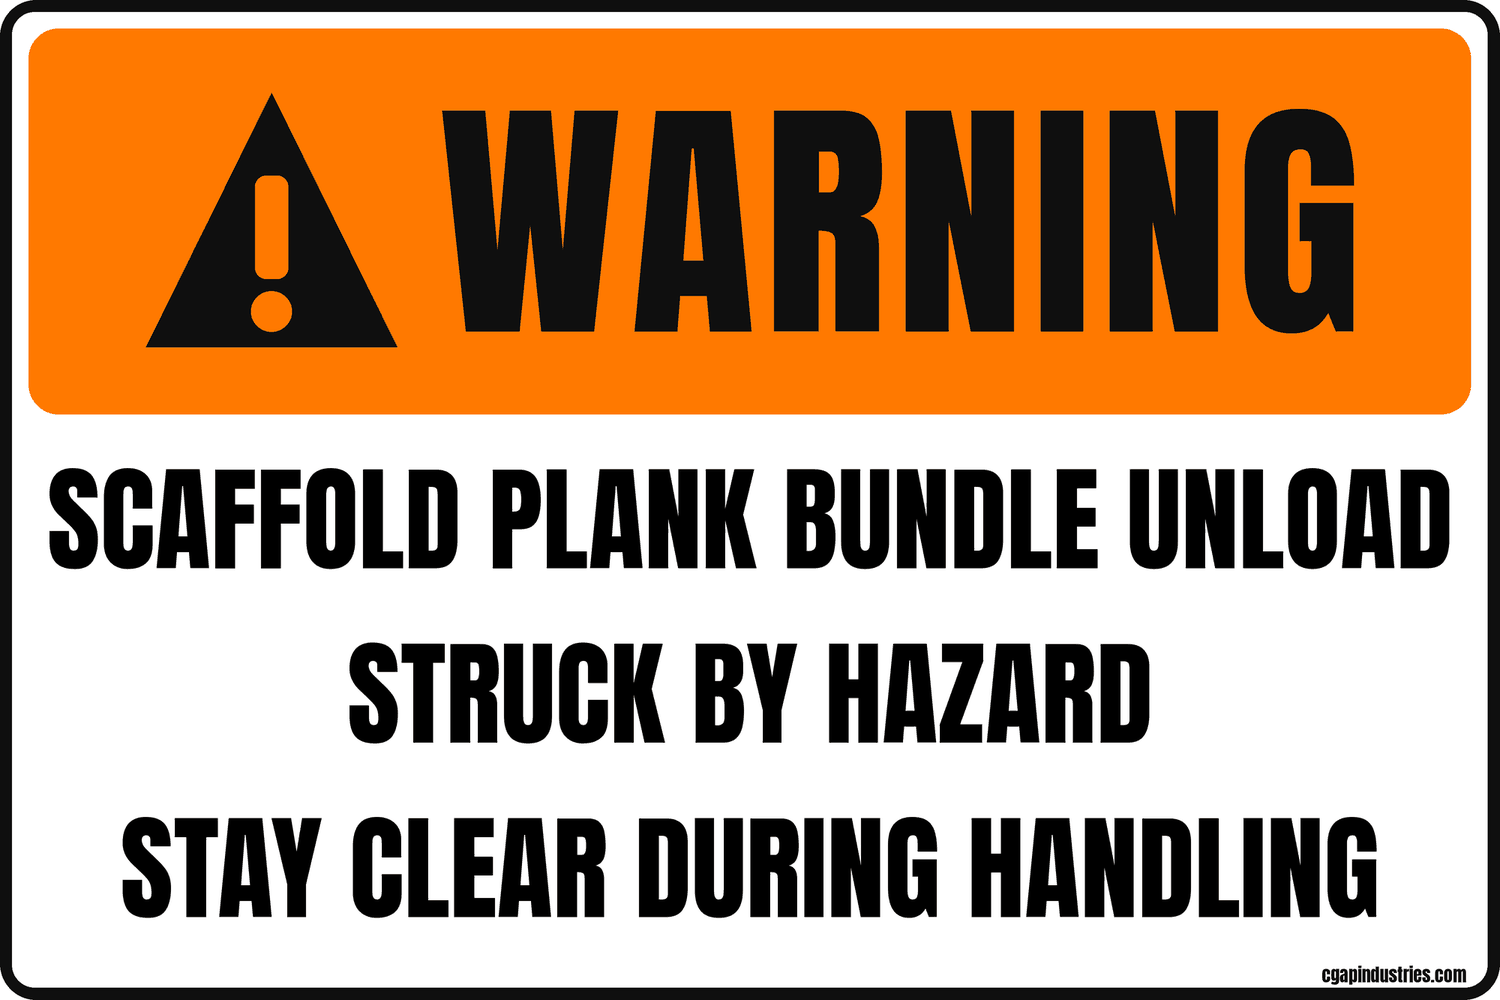 WARNING
SCAFFOLD PLANK BUNDLE UNLOAD
STRUCK BY HAZARD
STAY CLEAR DURING HANDLING
cgapindustries.com